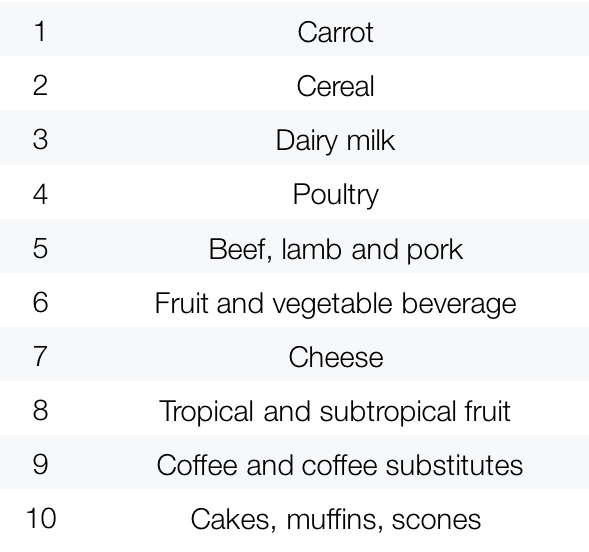 1 Carrot
2 Cereal
3 Dairy milk
4 Poultry
5 Beef, lamb and pork
6 Fruit and vegetable beverage
7 Cheese
8 Tropical and subtropical fruit
9 Coffee and coffee substitutes
10 Cakes, muffins, scones